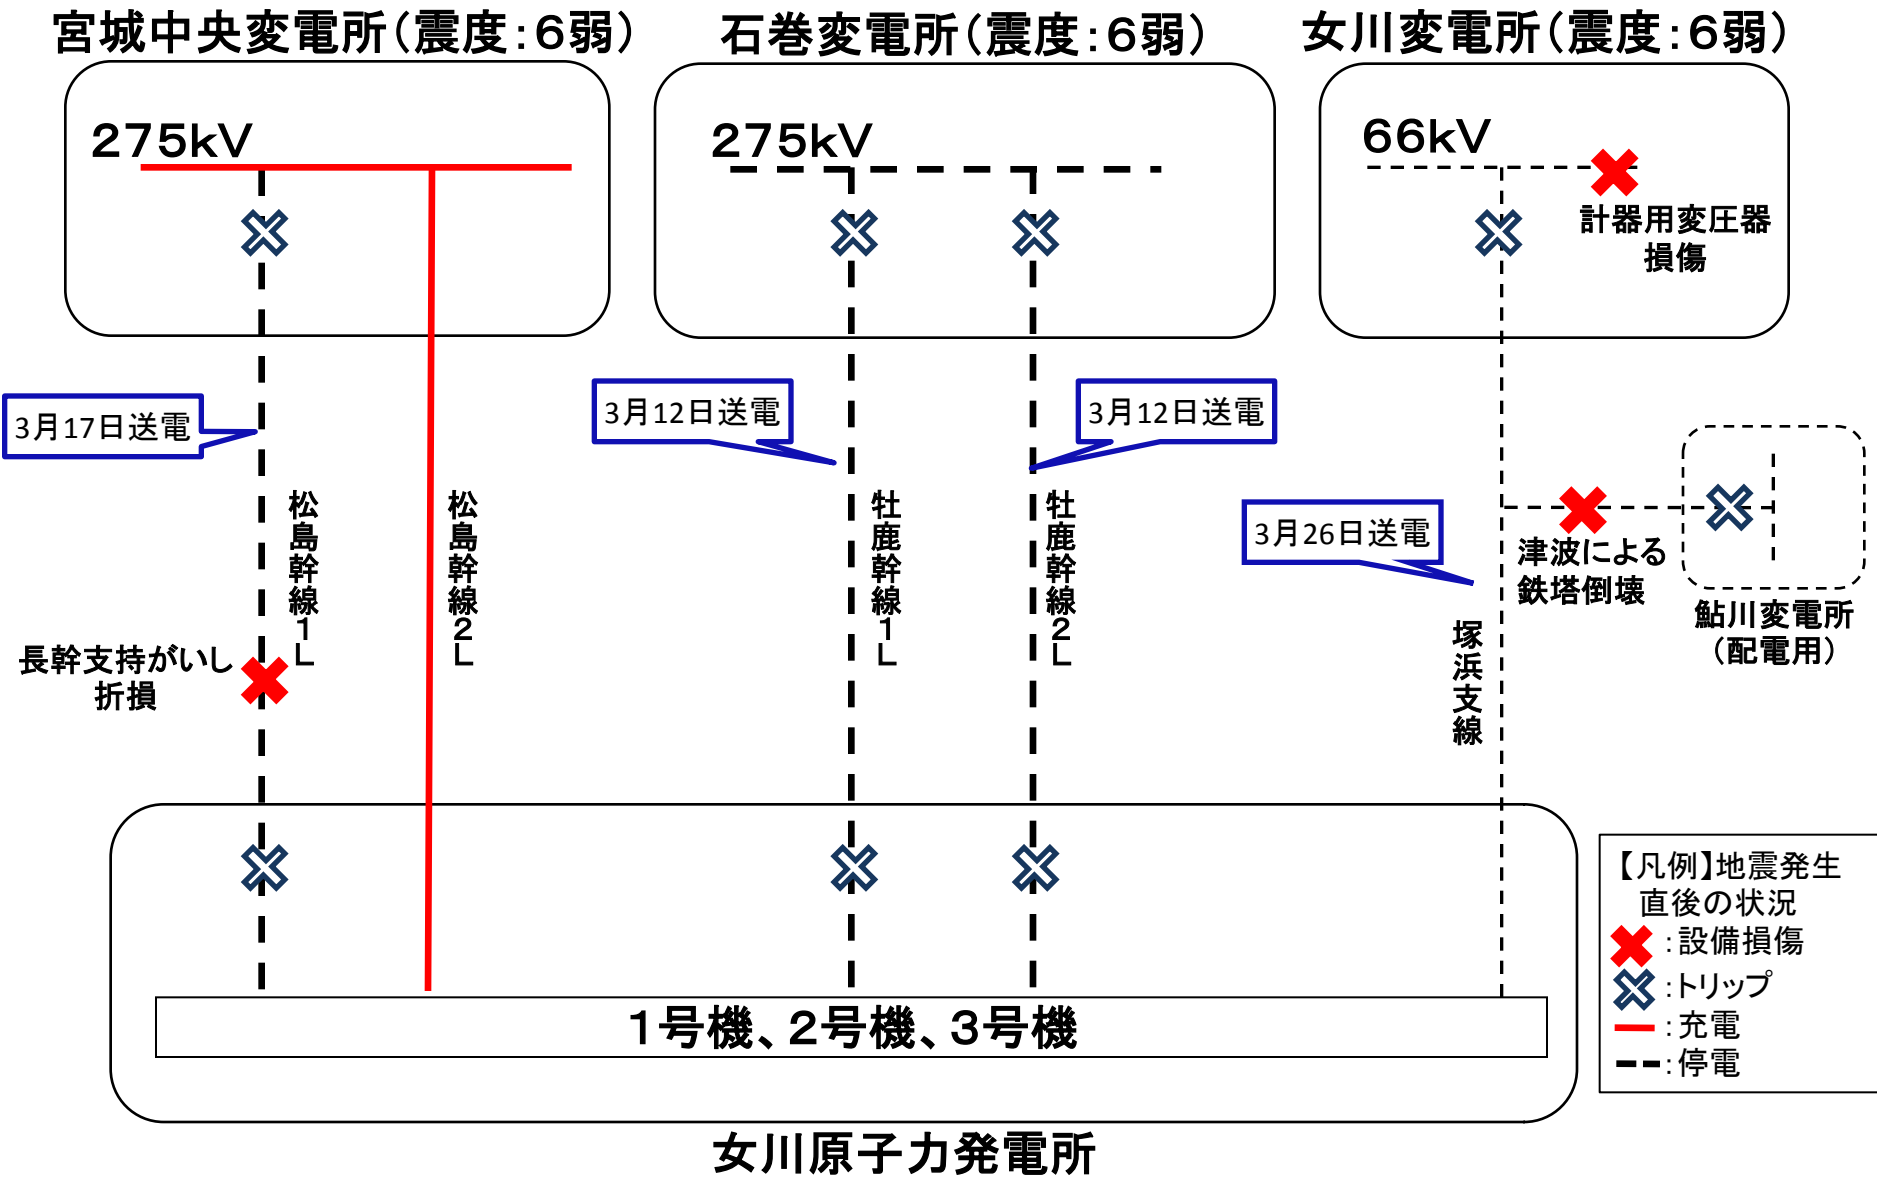 宮城中央変電所(震度:6弱)
石巻変電所(震度:6弱)
女川変電所(震度:6弱)
275kV
275kV
66kV
計器用変圧器
損傷
3月17日送電
3月12日送電
3月12日送電
3月26日送電
松島幹線1L
松島幹線2L
牡鹿幹線1L
牡鹿幹線2L
塚浜支線
津波による
鉄塔倒壊
鮎川変電所
(配電用)
長幹支持がいし
折損
1号機、2号機、3号機
女川原子力発電所
【凡例】地震発生
直後の状況
:設備損傷
:トリップ
:充電
:停電